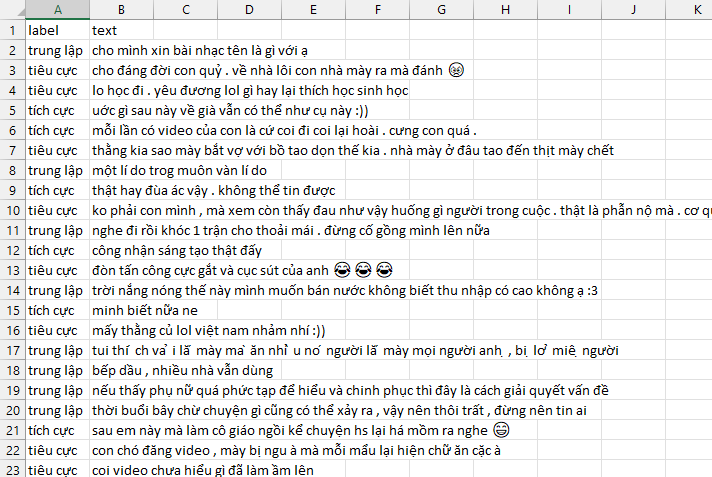 A B C D E F G H I J K
1 label text
2 trung lập cho mình xin bài nhạc tên là gì với ạ
3 tiêu cực cho đáng đời con quỷ . về nhà lôi con nhà mày ra mà đánh 😾
4 tiêu cực lo học đi . yêu đương lol gì hay lại thích học sinh học
5 tích cực uớc gì sau này về già vẫn có thể như cụ này :))
6 tích cực mỗi lần có video của con là cứ coi đi coi lại hoài . cưng con quá .
7 tiêu cực thằng kia sao mày bắt vợ với bồ tao dọn thế kia . nhà mày ở đâu tao đến thịt mày chết
8 trung lập một lí do trog muôn vàn lí do
9 tích cực thật hay đùa ác vậy . không thể tin được
10 tiêu cực ko phải con mình , mà xem còn thấy đau như vậy huống gì người trong cuộc . thật là phẫn nộ mà . cơ qu
11 trung lập nghe đi rồi khóc 1 trận cho thoải mái . đừng cố gồng mình lên nữa
12 tích cực công nhận sáng tạo thật đấy
13 tiêu cực đòn tấn công cực gắt và cục sút của anh 😂 😂 😂
14 trung lập trời nắng nóng thế này mình muốn bán nước không biết thu nhập có cao không ạ :3
15 tích cực minh biết nữa ne
16 tiêu cực mấy thằng củ lol việt nam nhảm nhí :))
17 trung lập tui thích và i lắ mày mà ăn nhỉ u nó người lắ mày mọi người anh , bị lơ miê người
18 trung lập bếp dầu , nhiều nhà vẫn dùng
19 trung lập nếu thấy phụ nữ quá phức tạp để hiểu và chinh phục thì đây là cách giải quyết vấn đề
20 trung lập thời buổi bây chừ chuyện gì cũng có thể xảy ra , vậy nên thôi trất , đừng nên tin ai
21 tích cực sau em này mà làm cô giáo ngồi kể chuyện hs lại há mồm ra nghe 😄
22 tiêu cực con chó đăng video , mày bị ngu à mà mỗi mẩu lại hiện chữ ăn cặc à
23 tiêu cực coi video chưa hiểu gì đã làm ầm lên